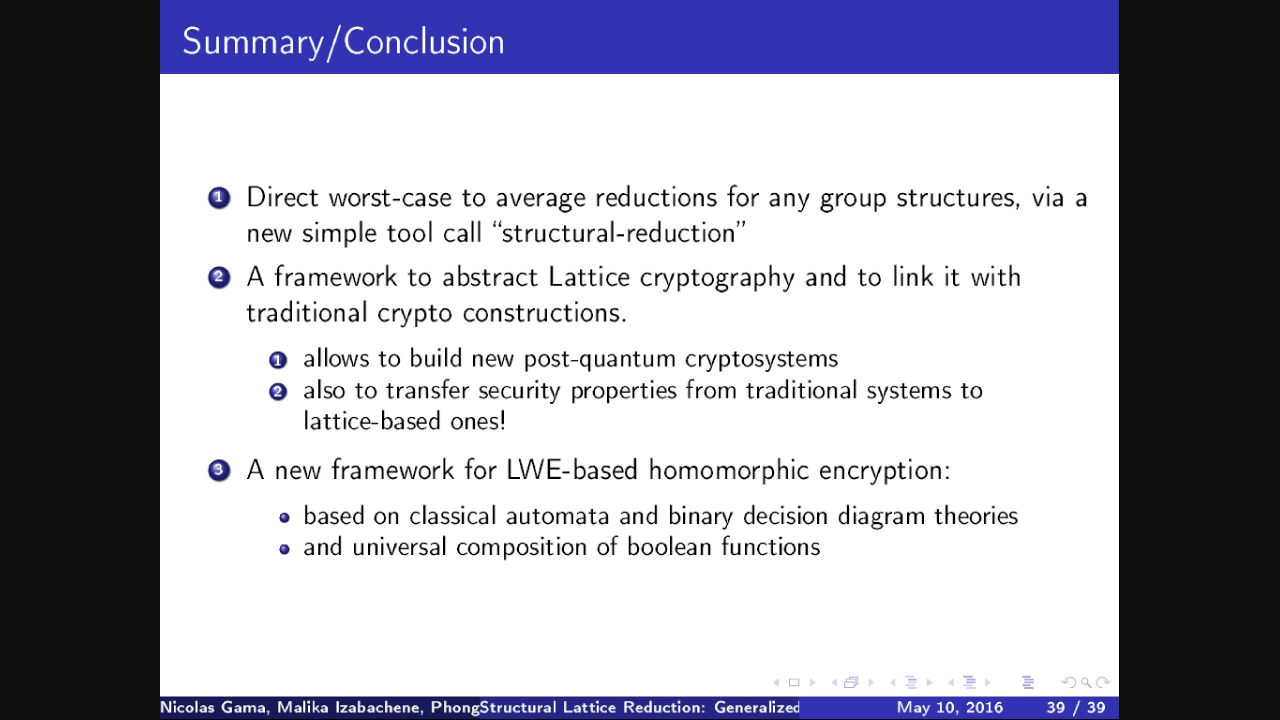 Summary/Conclusion
1 Direct worst-case to average reductions for any group structures, via a
new simple tool call “structural-reduction”
2 A framework to abstract Lattice cryptography and to link it with
traditional crypto constructions.
1 allows to build new post-quantum cryptosystems
2 also to transfer security properties from traditional systems to
lattice-based ones!
3 A new framework for LWE-based homomorphic encryption:
• based on classical automata and binary decision diagram theories
• and universal composition of boolean functions
Nicolas Gama, Malika Izabachene, Phong Structural Lattice Reduction: Generalized May 10, 2016 39 / 39